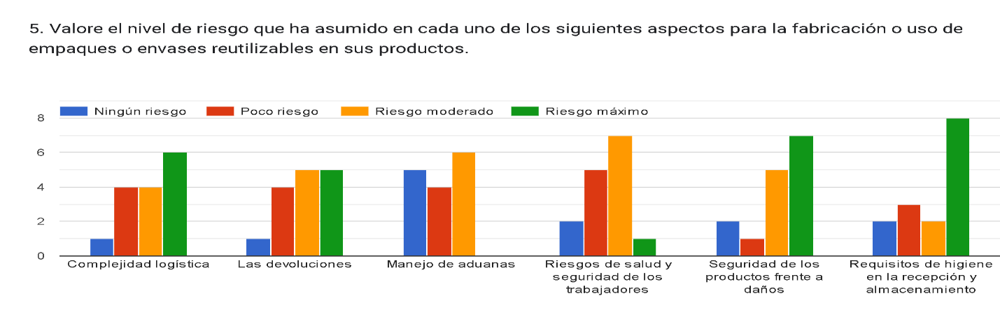 5. Valore el nivel de riesgo que ha asumido en cada uno de los siguientes aspectos para la fabricación o uso de
empaques o envases reutilizables en sus productos.
Ningún riesgo Poco riesgo Riesgo moderado Riesgo máximo
8
6
4
2
0
Complejidad logística Las devoluciones Manejo de aduanas Riesgos de salud y Seguridad de los Requisitos de higiene
seguridad de los productos frente a en la recepción y
trabajadores daños almacenamiento